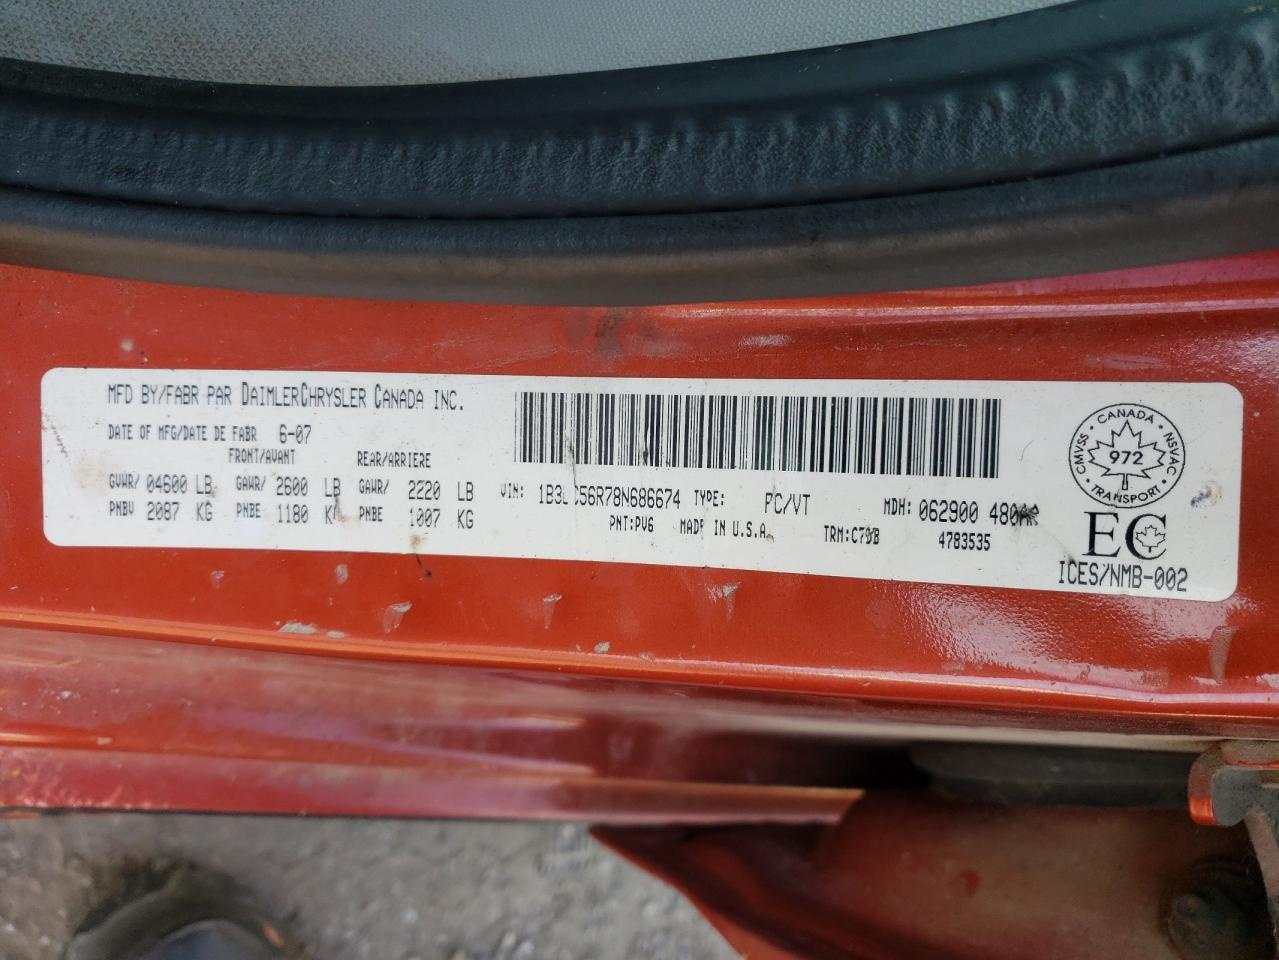 MFD BY/FABR PAR DAIMLERCHRYSLER CANADA INC.
DATE OF MFG/DATE DE FABR 6-07
FRONT/AVANT REAR/ARRIERE
GVWR/ 04600 LB GAWR/ 2600 LB GAWR/ 2220 LB
PNBV 2087 KG PNBE 1180 PNBE 1007 KG
VIN: TYPE: PC/VT MDH: 062900
PNT:PV6 MADE IN U.S.A. 4783535
CANADA
CMVSS 972 NSVAC
TRANSPORT
EC
ICES/NMB-002